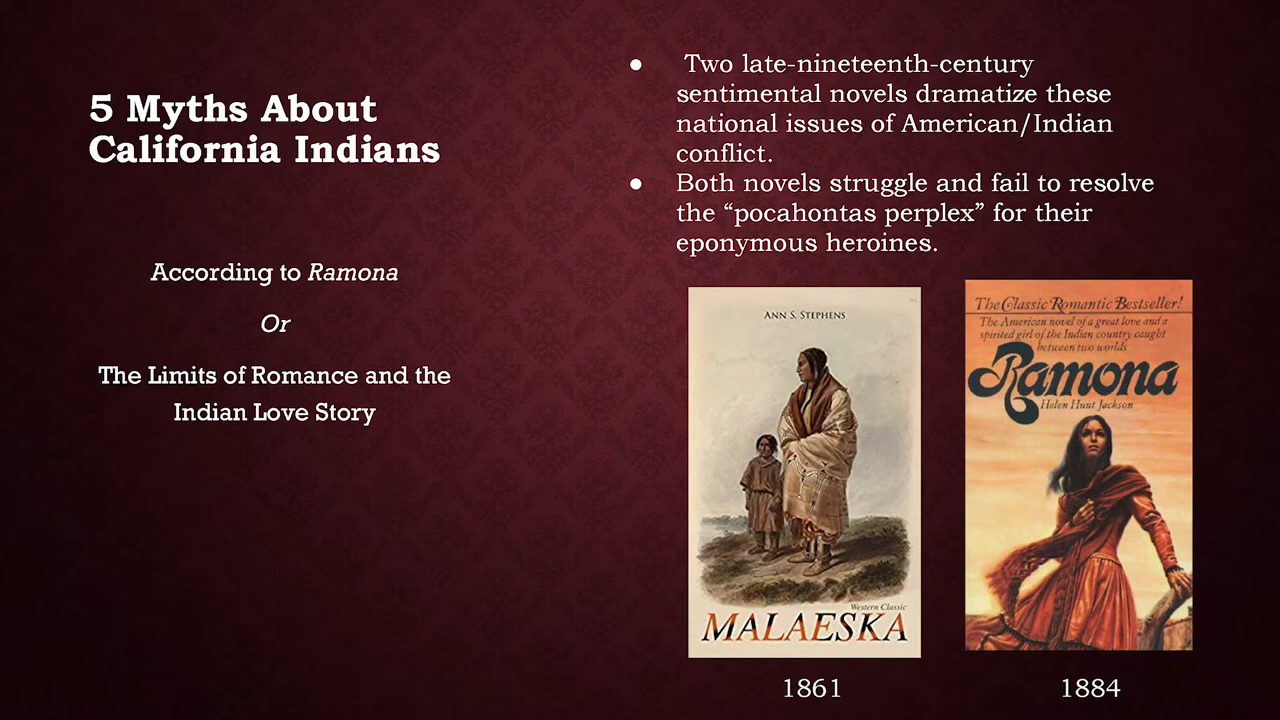 5 Myths About
California Indians
According to Ramona
Or
The Limits of Romance and the
Indian Love Story
● Two late-nineteenth-century
sentimental novels dramatize these
national issues of American/Indian
conflict.
● Both novels struggle and fail to resolve
the “pocahontas perplex” for their
eponymous heroines.
ANN S. STEPHENS
Western Classic
MALAESKA
1861
The Classic Romantic Bestseller!
The American novel of a great love and a
spirited girl of the Indian country caught
between two worlds
Ramona
Helen Hunt Jackson
1884